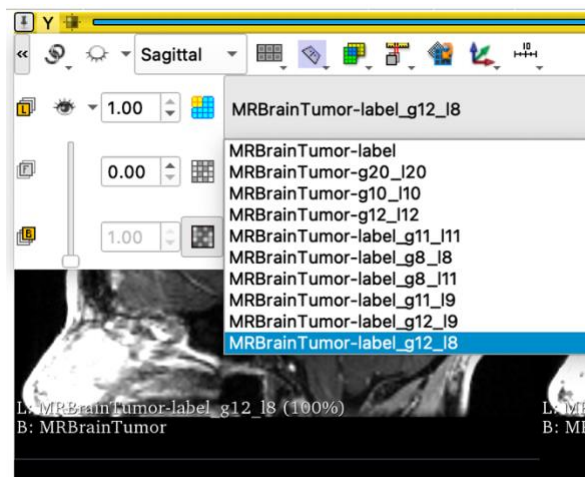 Y
Sagittal
10
L
1.00
MRBrainTumor-label_g12_l8
MRBrainTumor-label
MRBrainTumor-g20_l20
F
0.00
MRBrainTumor-g10_l10
MRBrainTumor-g12_l12
MRBrainTumor-label_g11_l11
B
1.00
MRBrainTumor-label_g8_l8
MRBrainTumor-label_g8_l11
MRBrainTumor-label_g11_l9
MRBrainTumor-label_g12_l9
MRBrainTumor-label_g12_l8
L: MRBrainTumor-label_g12_l8 (100%)
B: MRBrainTumor
L:
B: